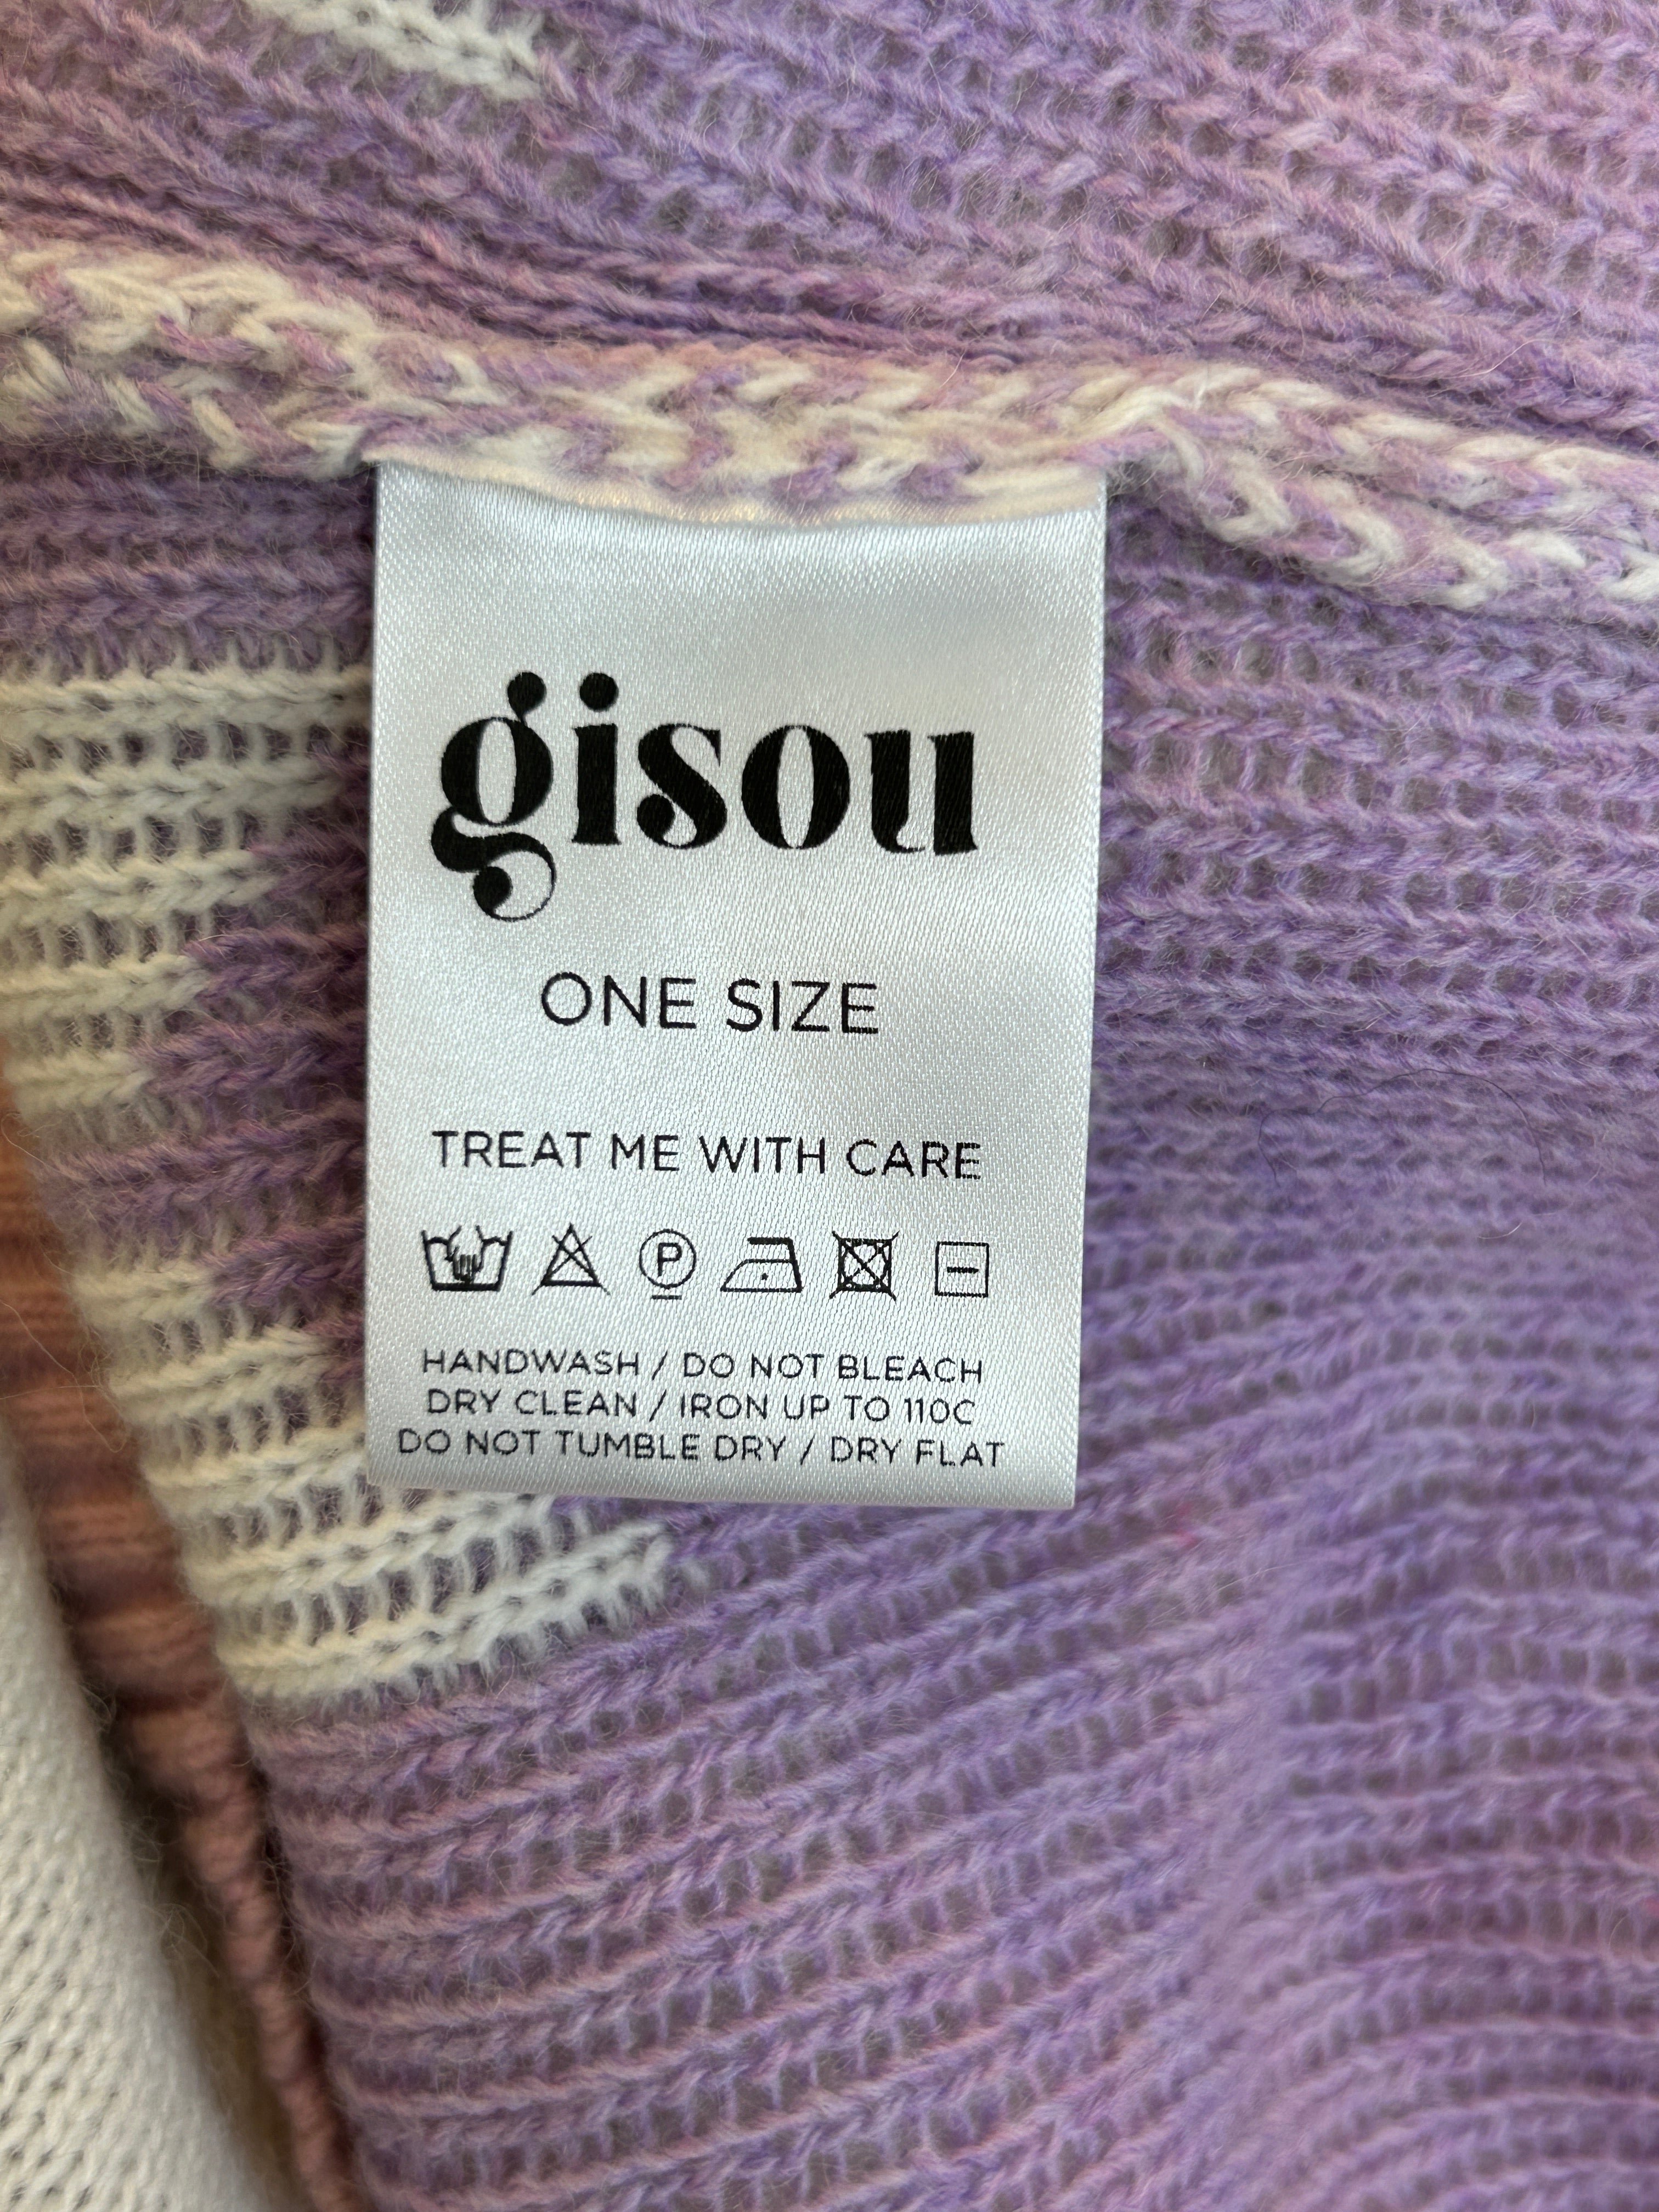 gisou
ONE SIZE
TREAT ME WITH CARE
P
HANDWASH / DO NOT BLEACH
DRY CLEAN / IRON UP TO 110C
DO NOT TUMBLE DRY / DRY FLAT